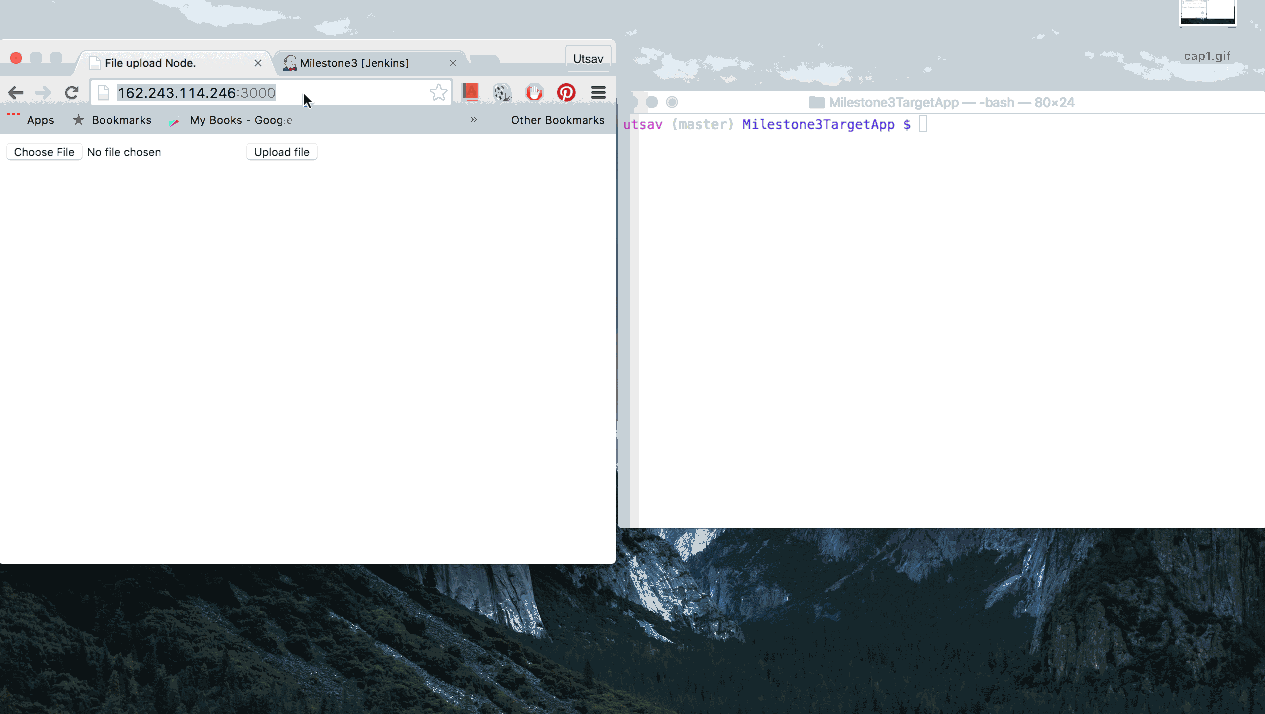 cap1.gif
File upload Node.
Milestone3 [Jenkins]
Utsav
162.243.114.246:3000
Apps
Bookmarks
My Books - Google
»
Other Bookmarks
Choose File No file chosen
Upload file
Milestone3TargetApp — -bash — 80×24
utsav (master) Milestone3TargetApp $